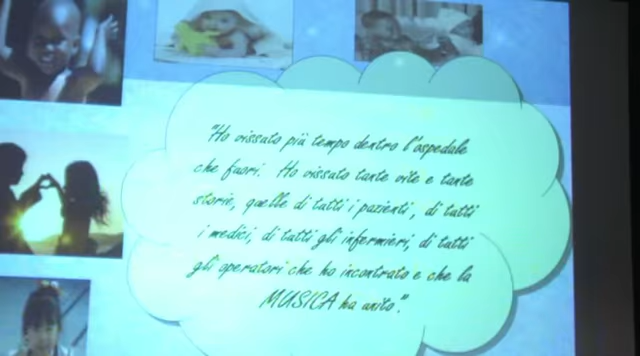 "Ho vissuto più tempo dentro l'ospedale
che fuori. Ho vissuto tante vite e tante
storie, quelle di tutti i pazienti, di tutti
i medici, di tutti gli infermieri, di tutti
gli operatori che ho incontrato e che la
MUSICA ha unito".